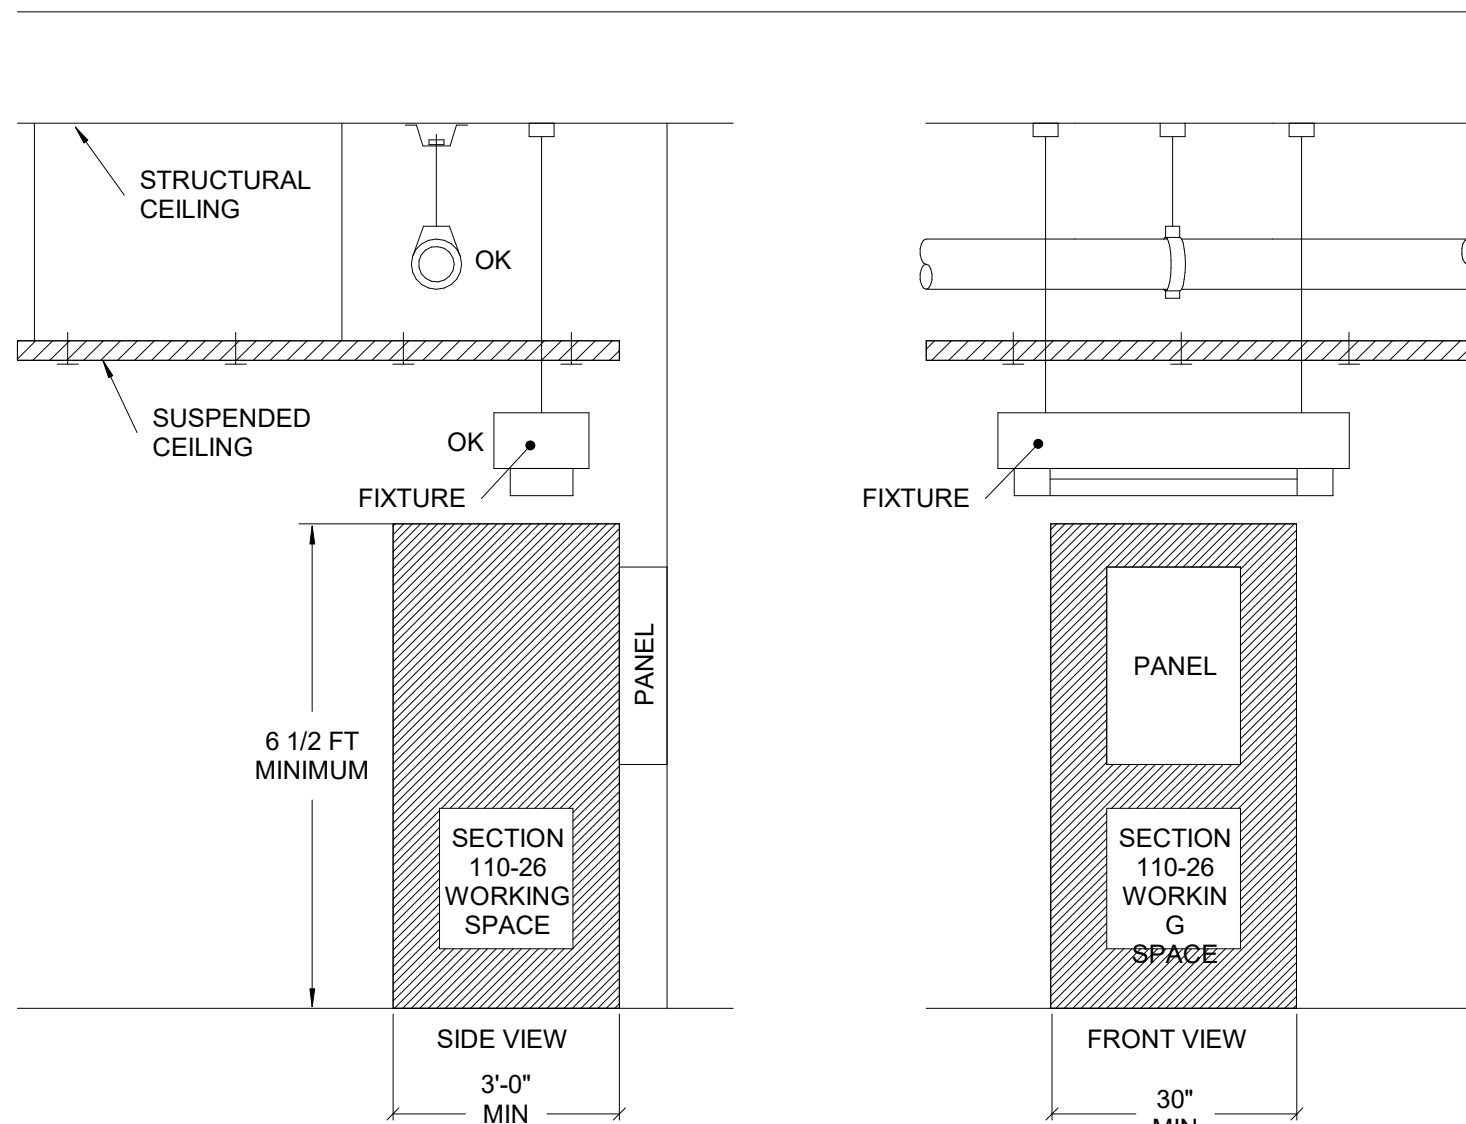 STRUCTURAL
CEILING
OK
SUSPENDED
CEILING
OK
FIXTURE
6 1/2 FT
MINIMUM
PANEL
SECTION
110-26
WORKING
SPACE
SIDE VIEW
3'-0"
MIN
FIXTURE
PANEL
SECTION
110-26
WORKIN
G
SPACE
FRONT VIEW
30"
MIN